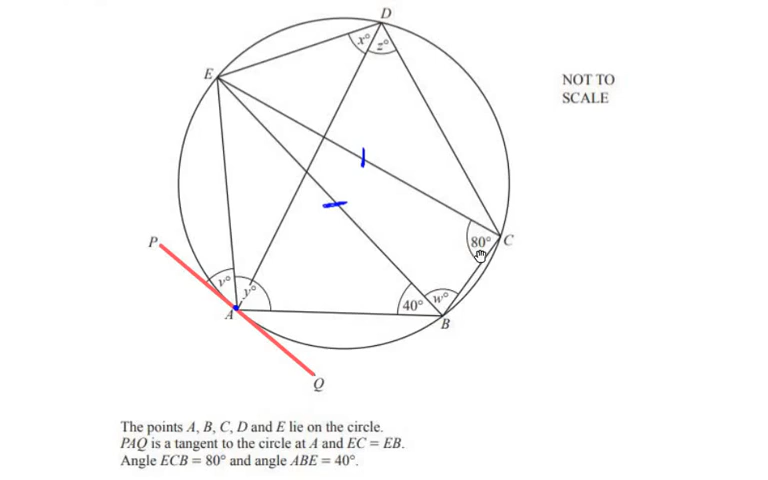 D
x° z°
E
NOT TO
SCALE
P
80° C
v° y°
40° w°
A
B
Q
The points A, B, C, D and E lie on the circle.
PAQ is a tangent to the circle at A and EC = EB.
Angle ECB = 80° and angle ABE = 40°.